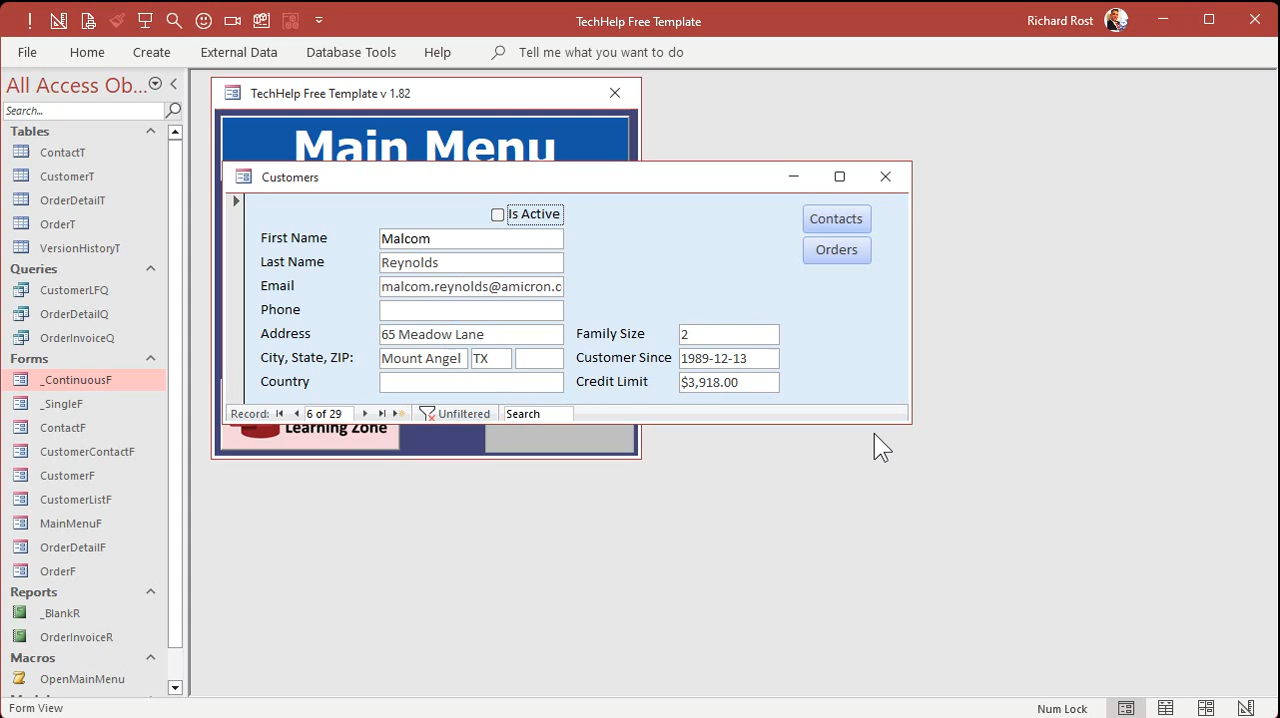 TechHelp Free Template
Richard Rost
File Home Create External Data Database Tools Help Tell me what you want to do
All Access Ob...
Search...
Tables
ContactT
CustomerT
OrderDetailT
OrderT
VersionHistoryT
Queries
CustomerLFQ
OrderDetailQ
OrderInvoiceQ
Forms
_ContinuousF
_SingleF
ContactF
CustomerContactF
CustomerF
CustomerListF
MainMenuF
OrderDetailF
OrderF
Reports
_BlankR
OrderInvoiceR
Macros
OpenMainMenu
TechHelp Free Template v 1.82
Main Menu
Customers
Is Active
Contacts
Orders
First Name Malcom
Last Name Reynolds
Email malcom.reynolds@amicron.c
Phone
Address 65 Meadow Lane Family Size 2
City, State, ZIP: Mount Angel TX Customer Since 1989-12-13
Country Credit Limit $3,918.00
Record: 6 of 29 Unfiltered Search
Learning Zone
Form View Num Lock